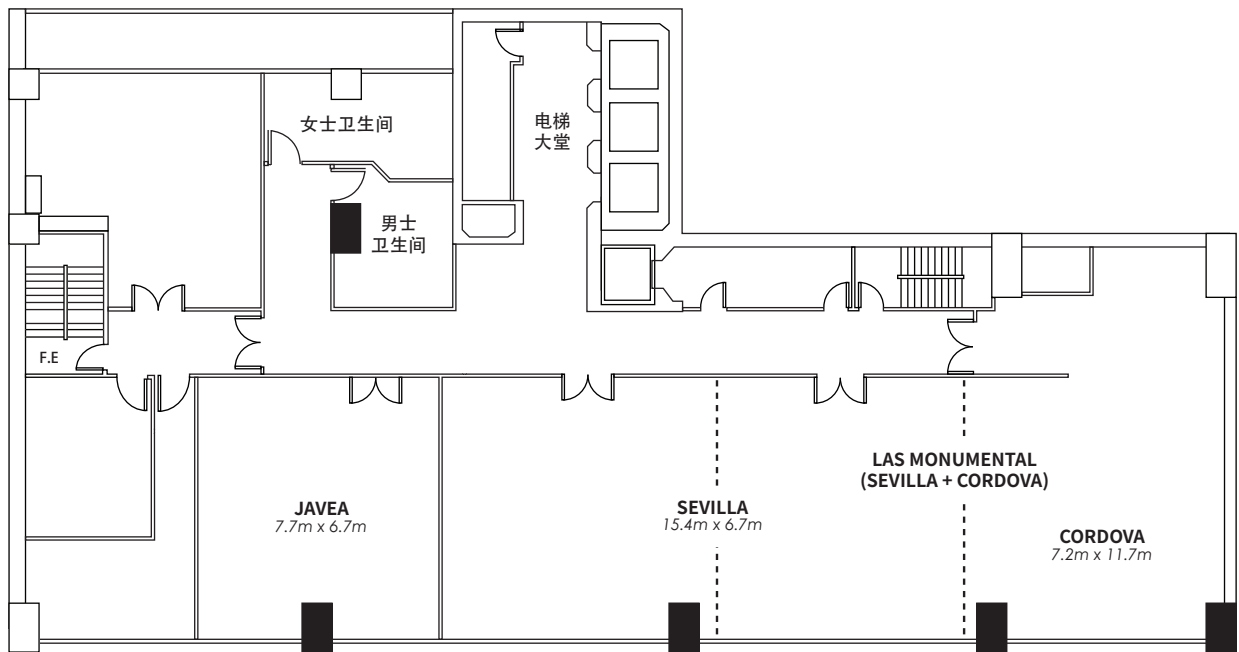 女士卫生间
电梯
大堂
男士
卫生间
F.E
LAS MONUMENTAL
(SEVILLA + CORDOVA)
JAVEA
7.7m x 6.7m
SEVILLA
15.4m x 6.7m
CORDOVA
7.2m x 11.7m